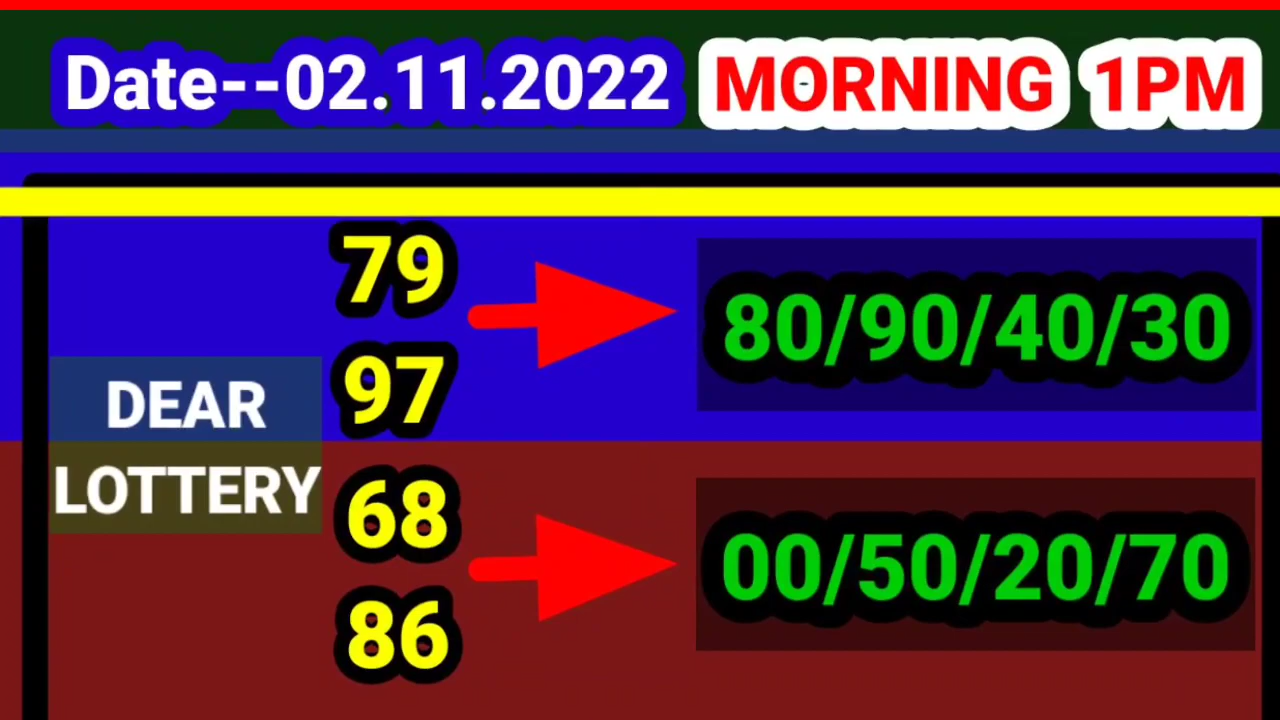 Date--02.11.2022 MORNING 1PM
79
80/90/40/30
97
DEAR
LOTTERY
68
00/50/20/70
86